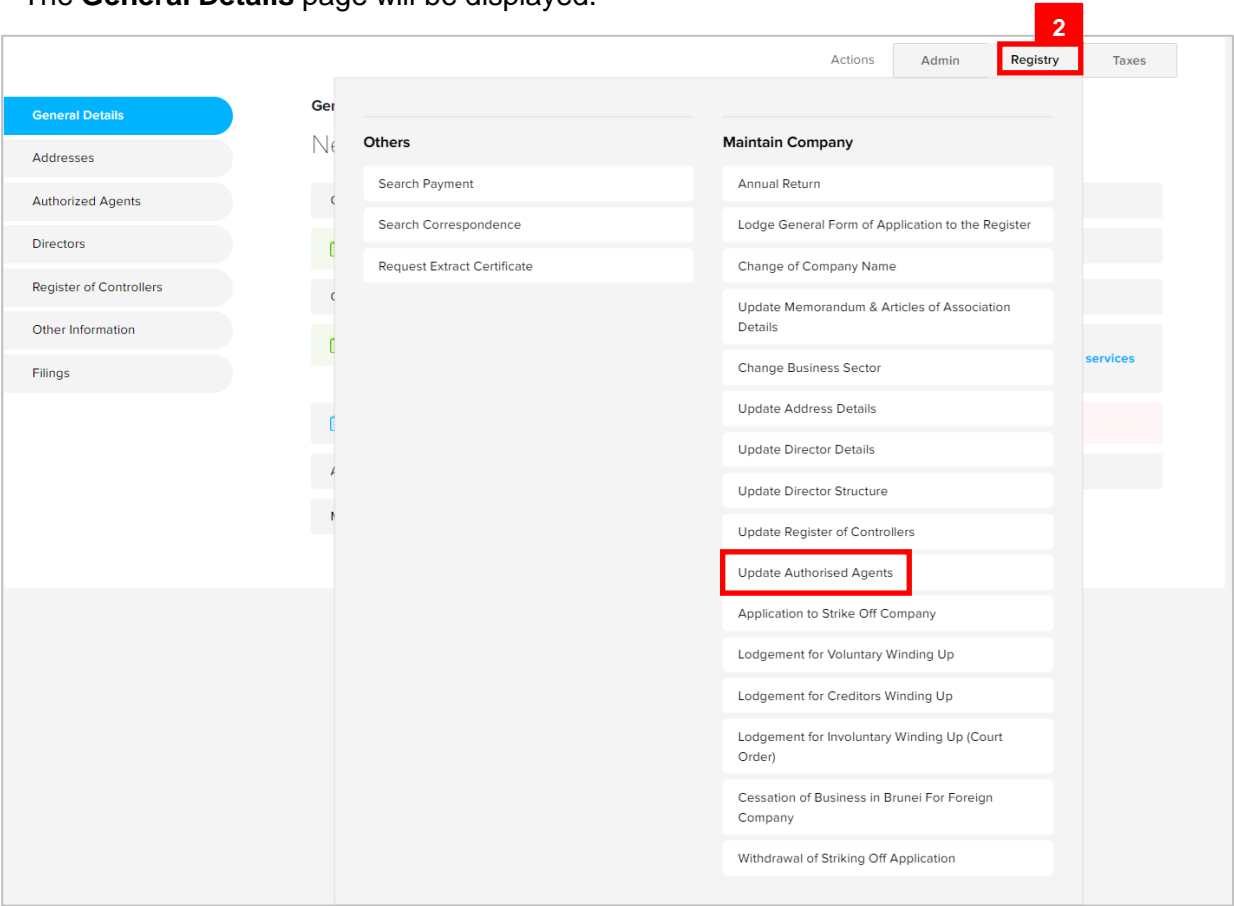 The General Details page will be displayed.
2
Actions Admin Registry Taxes
General Details
Addresses
Authorized Agents
Directors
Register of Controllers
Other Information
Filings
Others
Search Payment
Search Correspondence
Request Extract Certificate
Maintain Company
Annual Return
Lodge General Form of Application to the Register
Change of Company Name
Update Memorandum & Articles of Association
Details
Change Business Sector
Update Address Details
Update Director Details
Update Director Structure
Update Register of Controllers
Update Authorised Agents
Application to Strike Off Company
Lodgement for Voluntary Winding Up
Lodgement for Creditors Winding Up
Lodgement for Involuntary Winding Up (Court
Order)
Cessation of Business in Brunei For Foreign
Company
Withdrawal of Striking Off Application
services